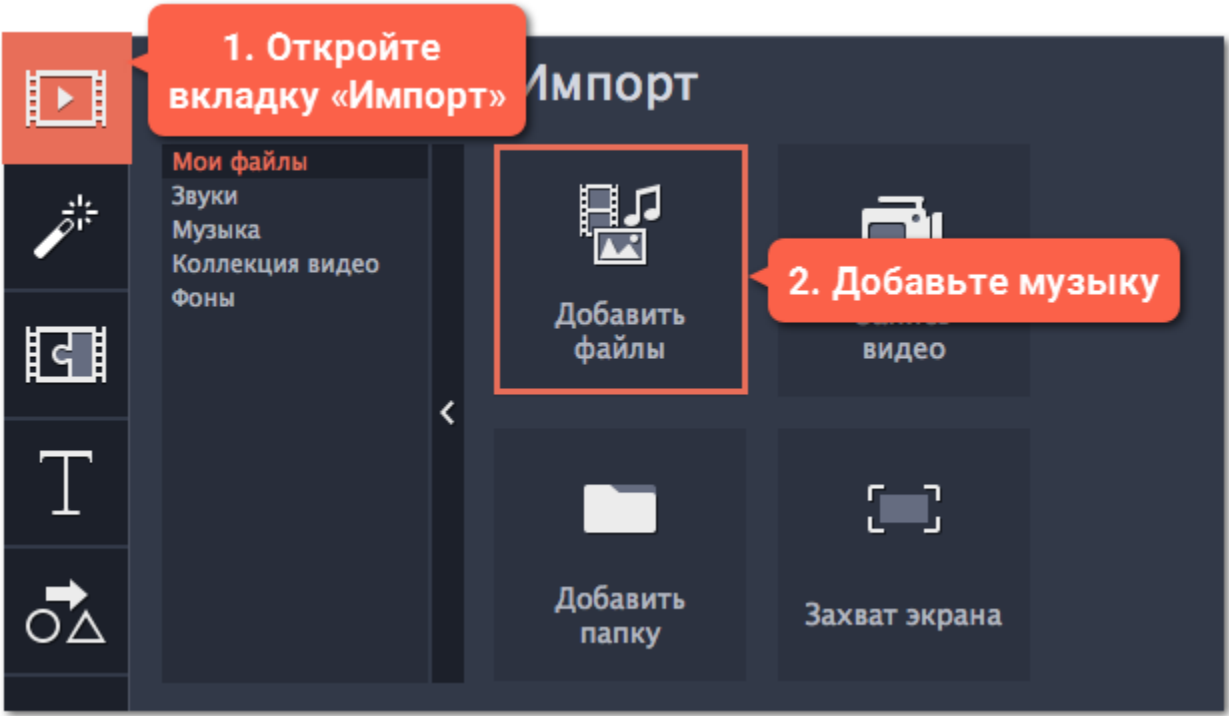 1. Откройте
вкладку «Импорт»
Импорт
Мои файлы
Звуки
Музыка
Коллекция видео
Фоны
Добавить
файлы
2. Добавьте музыку
видео
Добавить
папку
Захват экрана